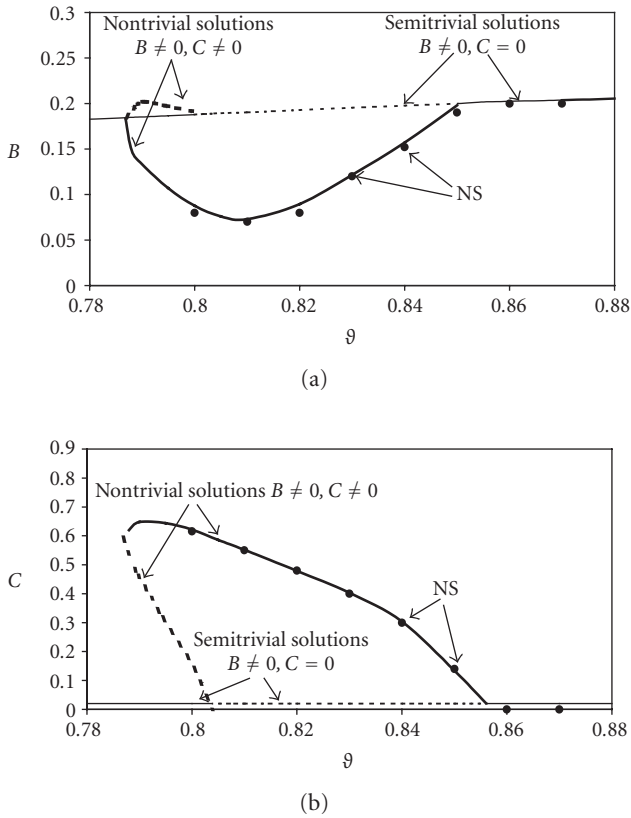 0.3
Nontrivial solutions
B ≠ 0, C ≠ 0
Semitrivial solutions
B ≠ 0, C = 0
0.25
0.2
B
0.15
NS
0.1
0.05
0
0.78 0.8 0.82 0.84 0.86 0.88
ϑ
(a)
0.9
0.8
Nontrivial solutions B ≠ 0, C ≠ 0
0.7
0.6
0.5
C
NS
0.4
0.3
Semitrivial solutions
B ≠ 0, C = 0
0.2
0.1
0
0.78 0.8 0.82 0.84 0.86 0.88
ϑ
(b)